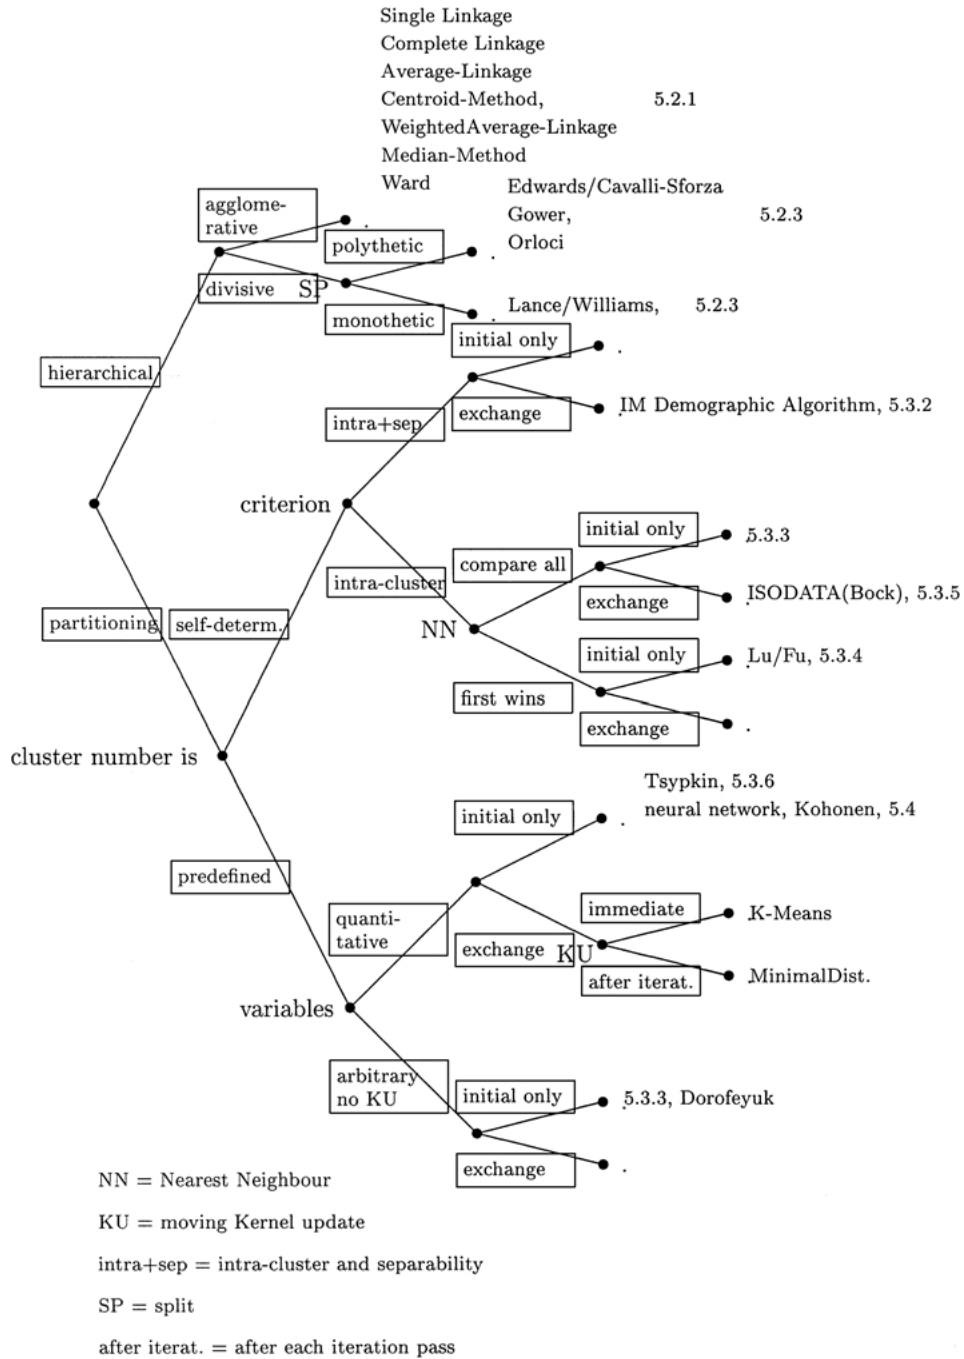 Single Linkage
Complete Linkage
Average-Linkage
Centroid-Method, 5.2.1
WeightedAverage-Linkage
Median-Method
Ward
Edwards/Cavalli-Sforza
Gower, 5.2.3
Orloci
agglome-
rative
polythetic
divisive SP
monothetic
Lance/Williams, 5.2.3
initial only
hierarchical
exchange
IM Demographic Algorithm, 5.3.2
intra+sep
criterion
initial only
5.3.3
compare all
intra-cluster
exchange
ISODATA(Bock), 5.3.5
partitioning
self-determ.
NN
initial only
Lu/Fu, 5.3.4
first wins
exchange
cluster number is
Tsypkin, 5.3.6
neural network, Kohonen, 5.4
initial only
predefined
quanti-
tative
immediate
K-Means
exchange KU
after iterat.
MinimalDist.
variables
arbitrary
no KU
initial only
5.3.3, Dorofeyuk
exchange
NN = Nearest Neighbour
KU = moving Kernel update
intra+sep = intra-cluster and separability
SP = split
after iterat. = after each iteration pass